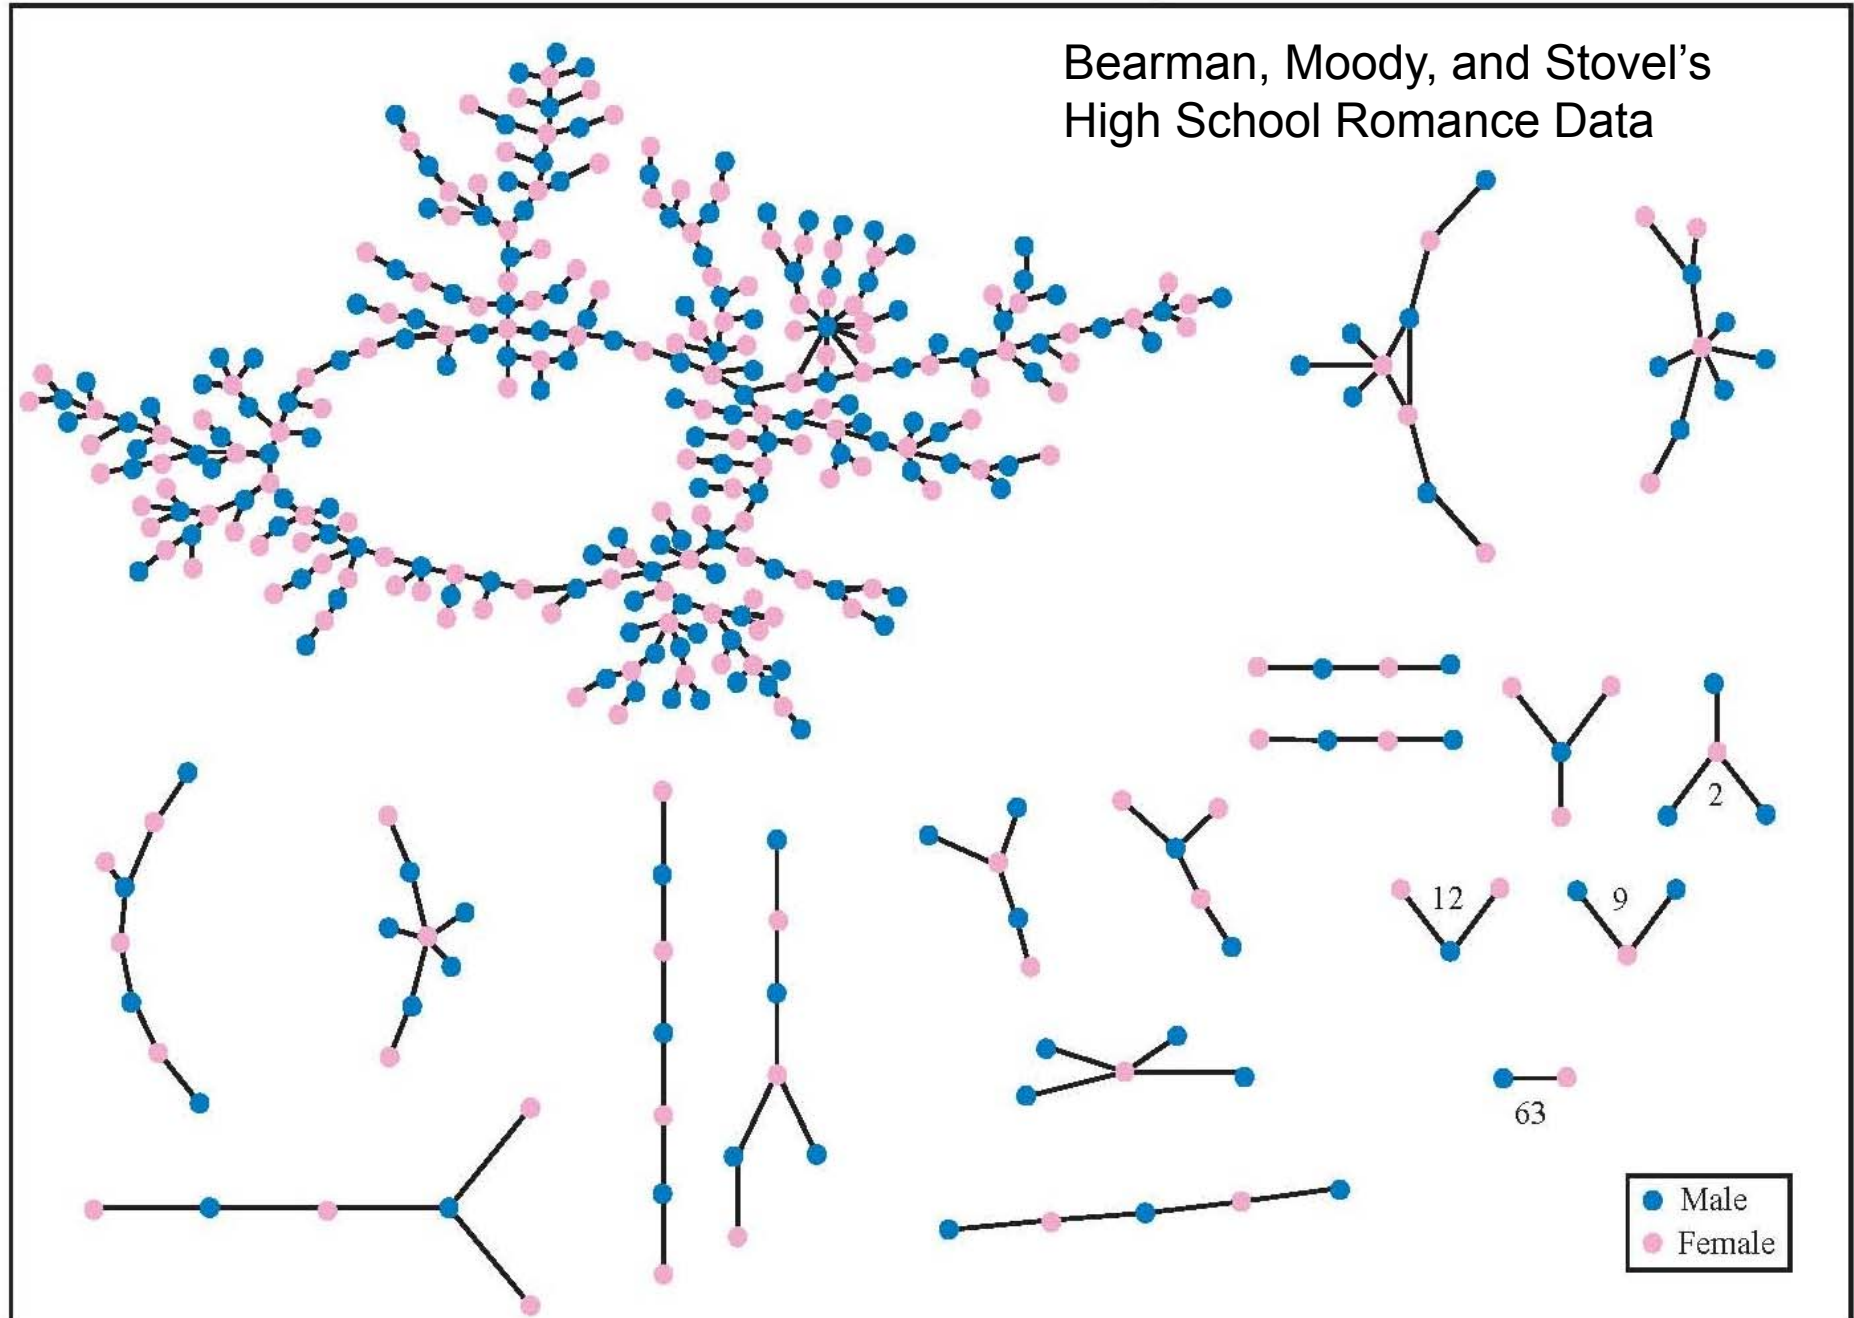 Bearman, Moody, and Stovel’s
High School Romance Data
2
12
9
63
Male
Female